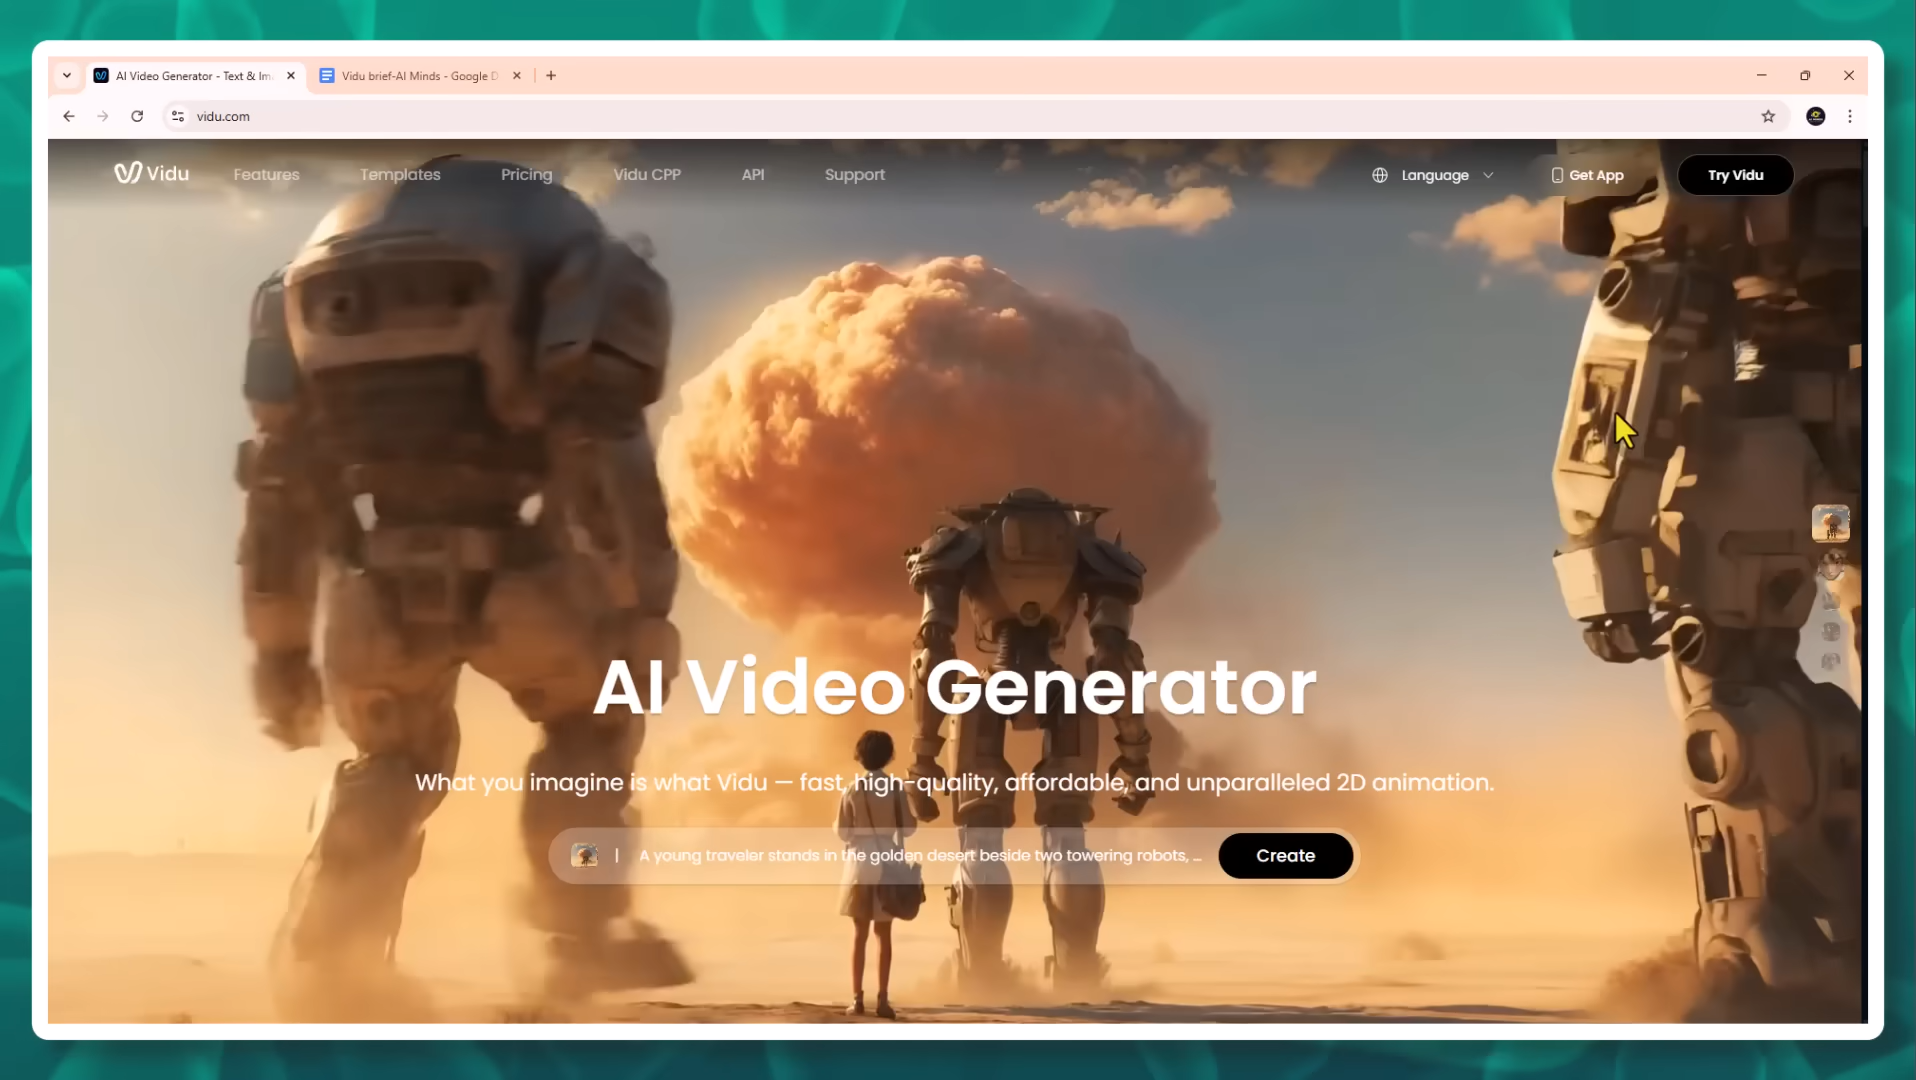 AI Video Generator - Text & Im
Vidu brief-AI Minds - Google D
vidu.com
Vidu
Features
Templates
Pricing
Vidu CPP
API
Support
Language
Get App
Try Vidu
AI Video Generator
What you imagine is what Vidu — fast, high-quality, affordable, and unparalleled 2D animation.
A young traveler stands in the golden desert beside two towering robots, ...
Create